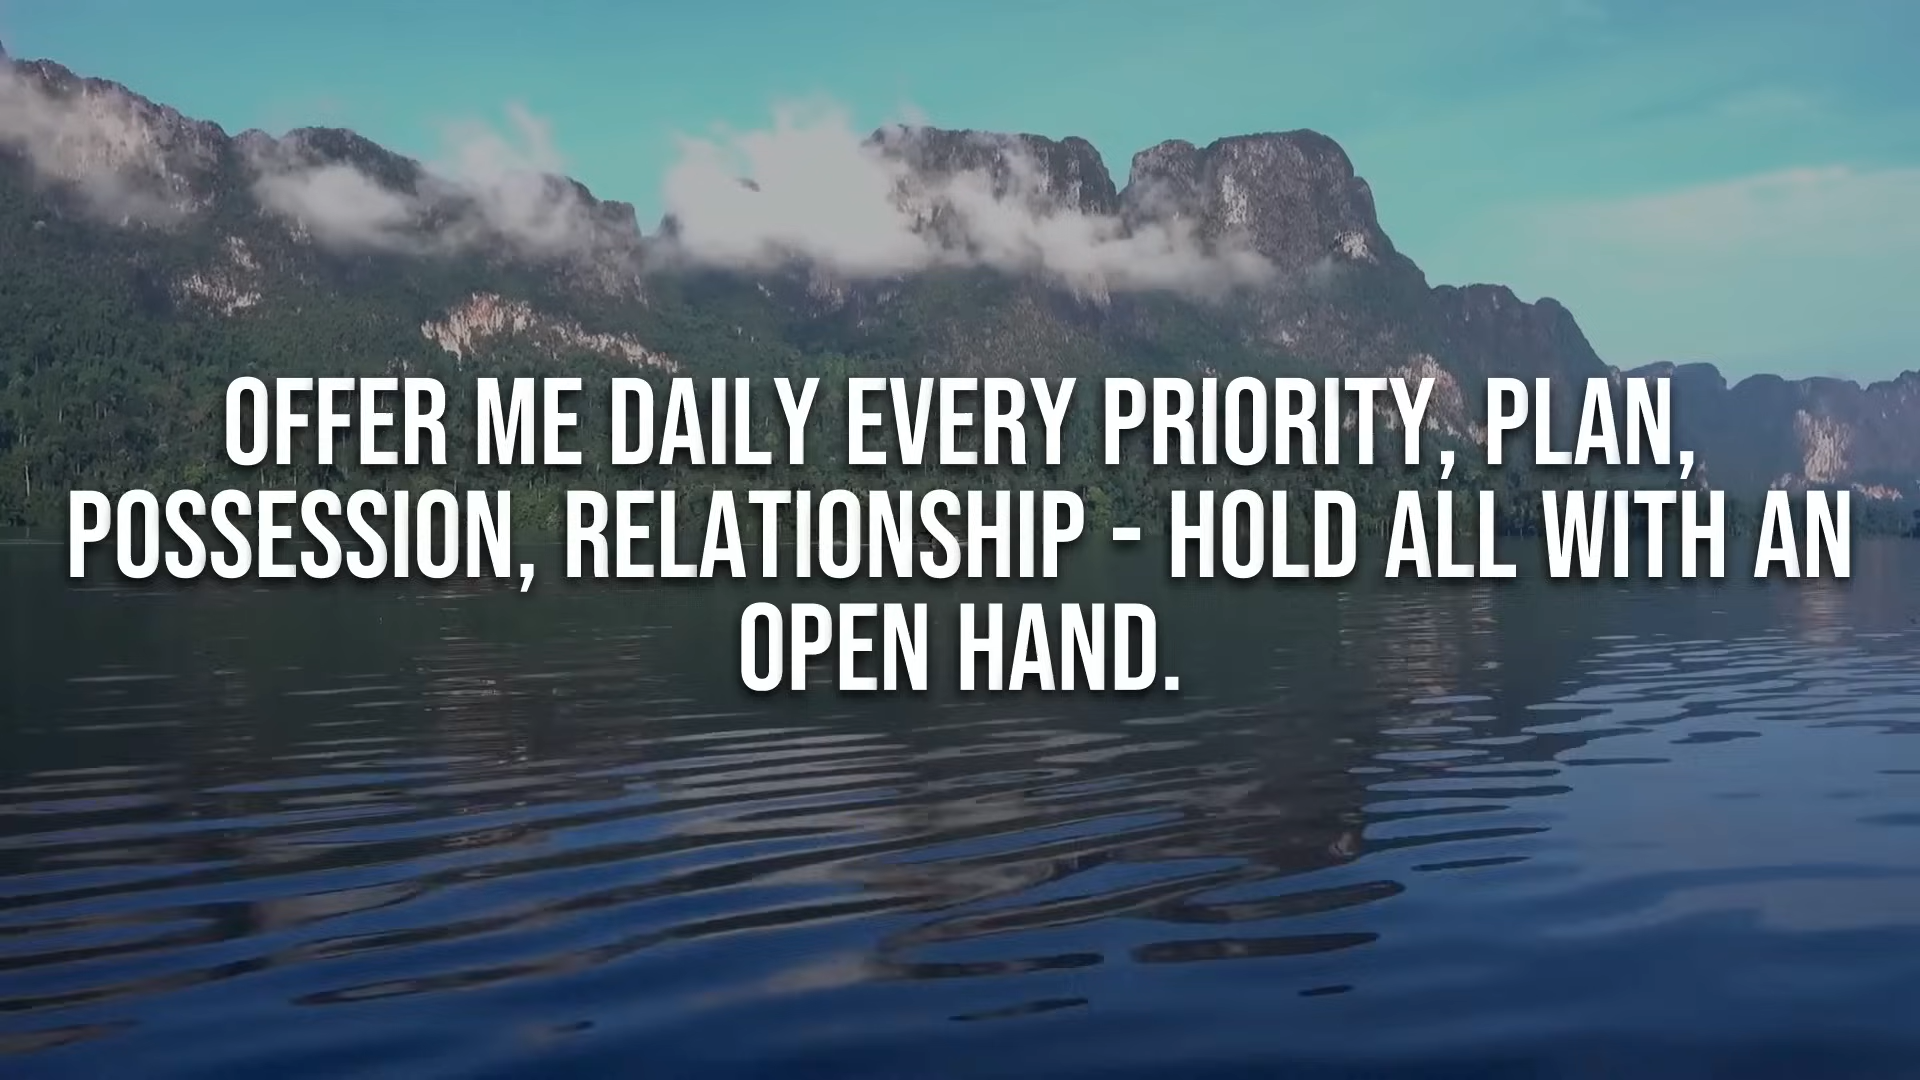 OFFER ME DAILY EVERY PRIORITY, PLAN,
POSSESSION, RELATIONSHIP - HOLD ALL WITH AN
OPEN HAND.